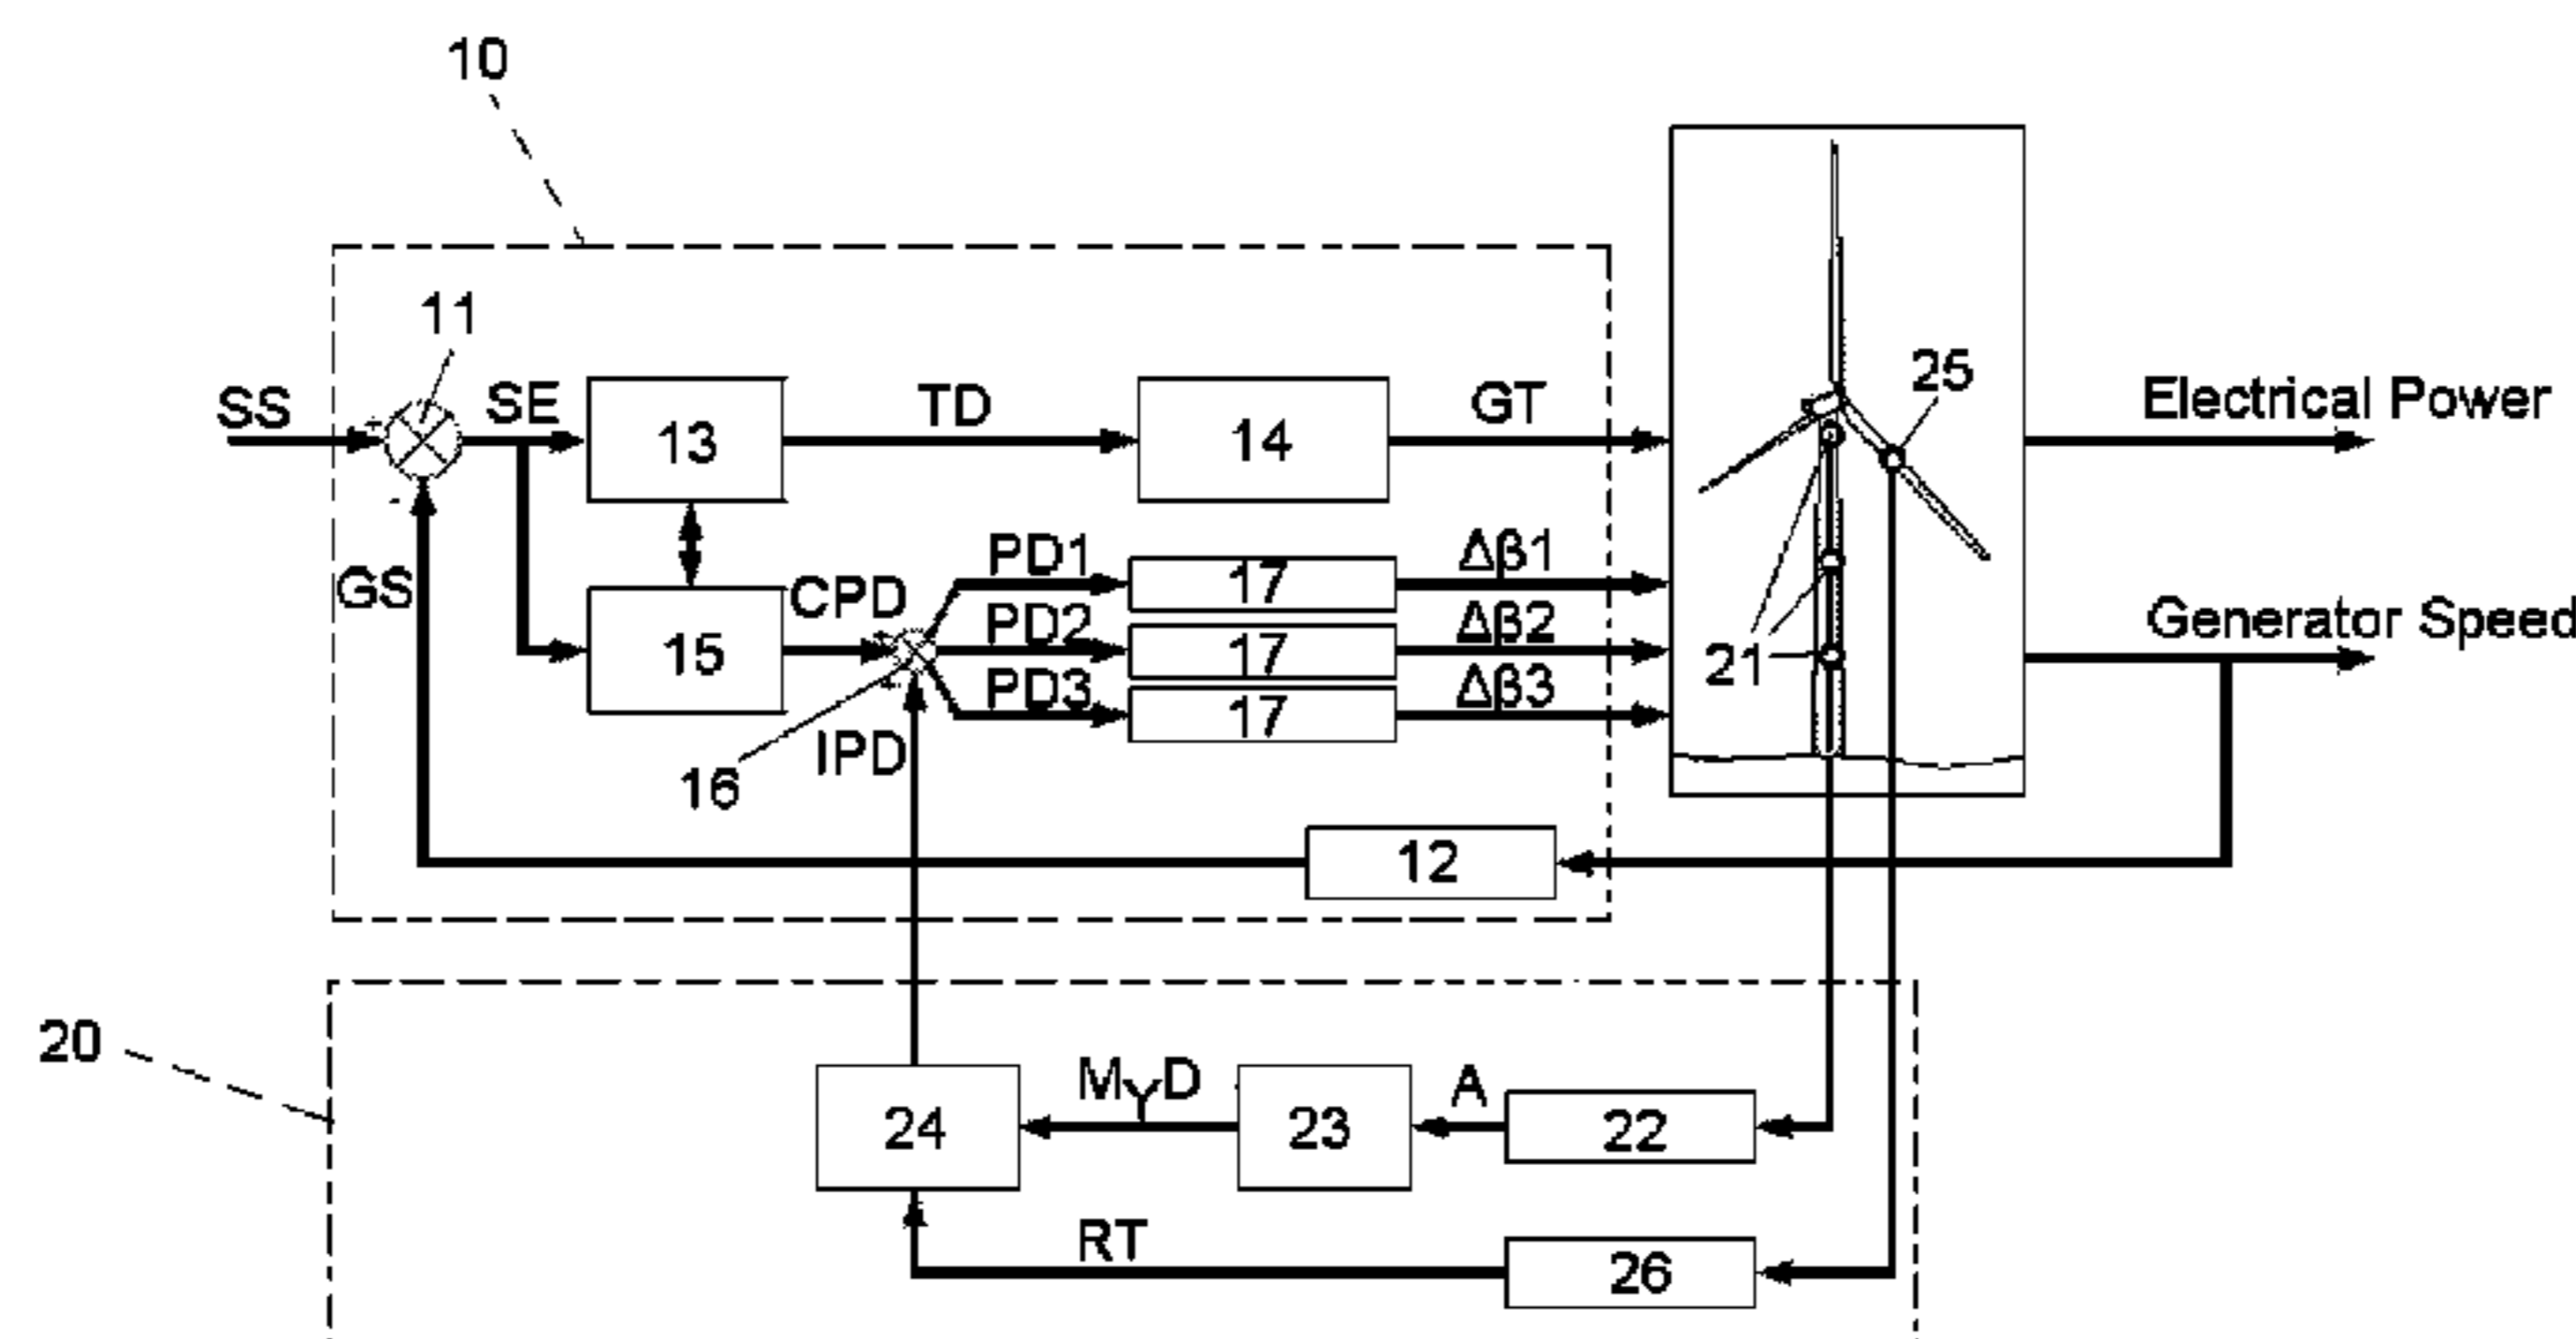 10
11
SS
SE
13
TD
14
GT
25
Electrical Power
GS
15
CPD
PD1
17
Δβ1
PD2
17
Δβ2
PD3
17
Δβ3
21
Generator Speed
16
IPD
12
20
24
MYD
23
A
22
RT
26
+
-
+
+